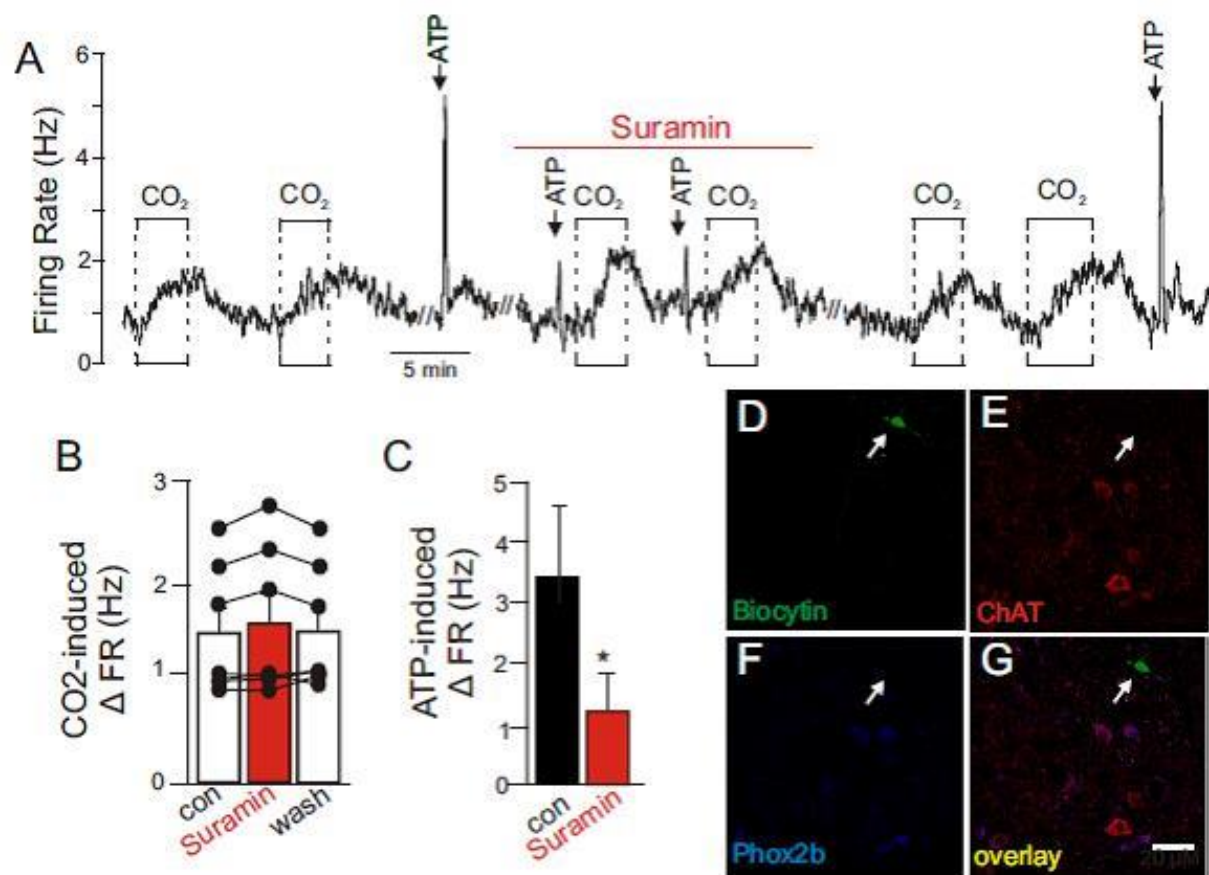 A
Firing Rate (Hz)
6
4
2
0
CO₂
CO₂
ATP
Suramin
ATP
CO₂
ATP
CO₂
CO₂
CO₂
ATP
5 min
B
CO2-induced
Δ FR (Hz)
3
2
1
0
con
Suramin
wash
C
ATP-induced
Δ FR (Hz)
5
4
3
2
1
0
*
con
Suramin
D
Biocytin
E
ChAT
F
Phox2b
G
overlay
20 µM